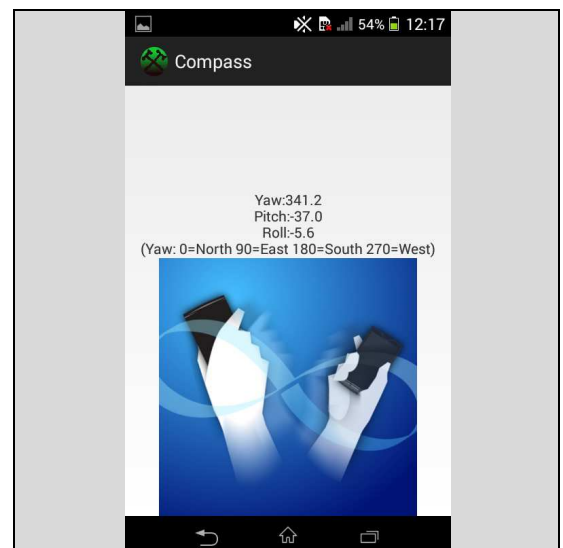 54% 12:17
Compass
Yaw:341.2
Pitch:-37.0
Roll:-5.6
(Yaw: 0=North 90=East 180=South 270=West)